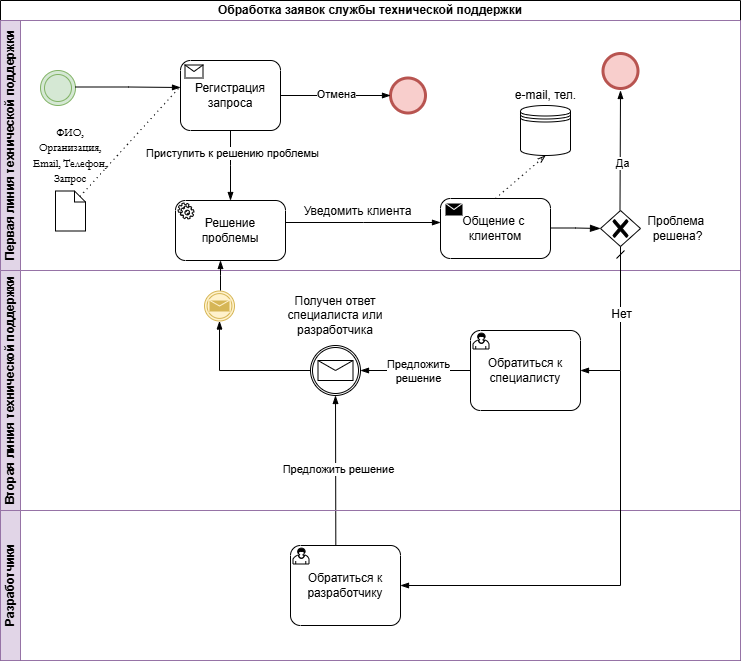 Обработка заявок службы технической поддержки
Первая линия технической поддержки
Регистрация
запроса
Отмена
ФИО,
Организация,
Email, Телефон,
Запрос
Приступить к решению проблемы
e-mail, тел.
Да
Решение
проблемы
Уведомить клиента
Общение с
клиентом
Проблема
решена?
Вторая линия технической поддержки
Нет
Получен ответ
специалиста или
разработчика
Предложить
решение
Обратиться к
специалисту
Предложить решение
Разработчики
Обратиться к
разработчику